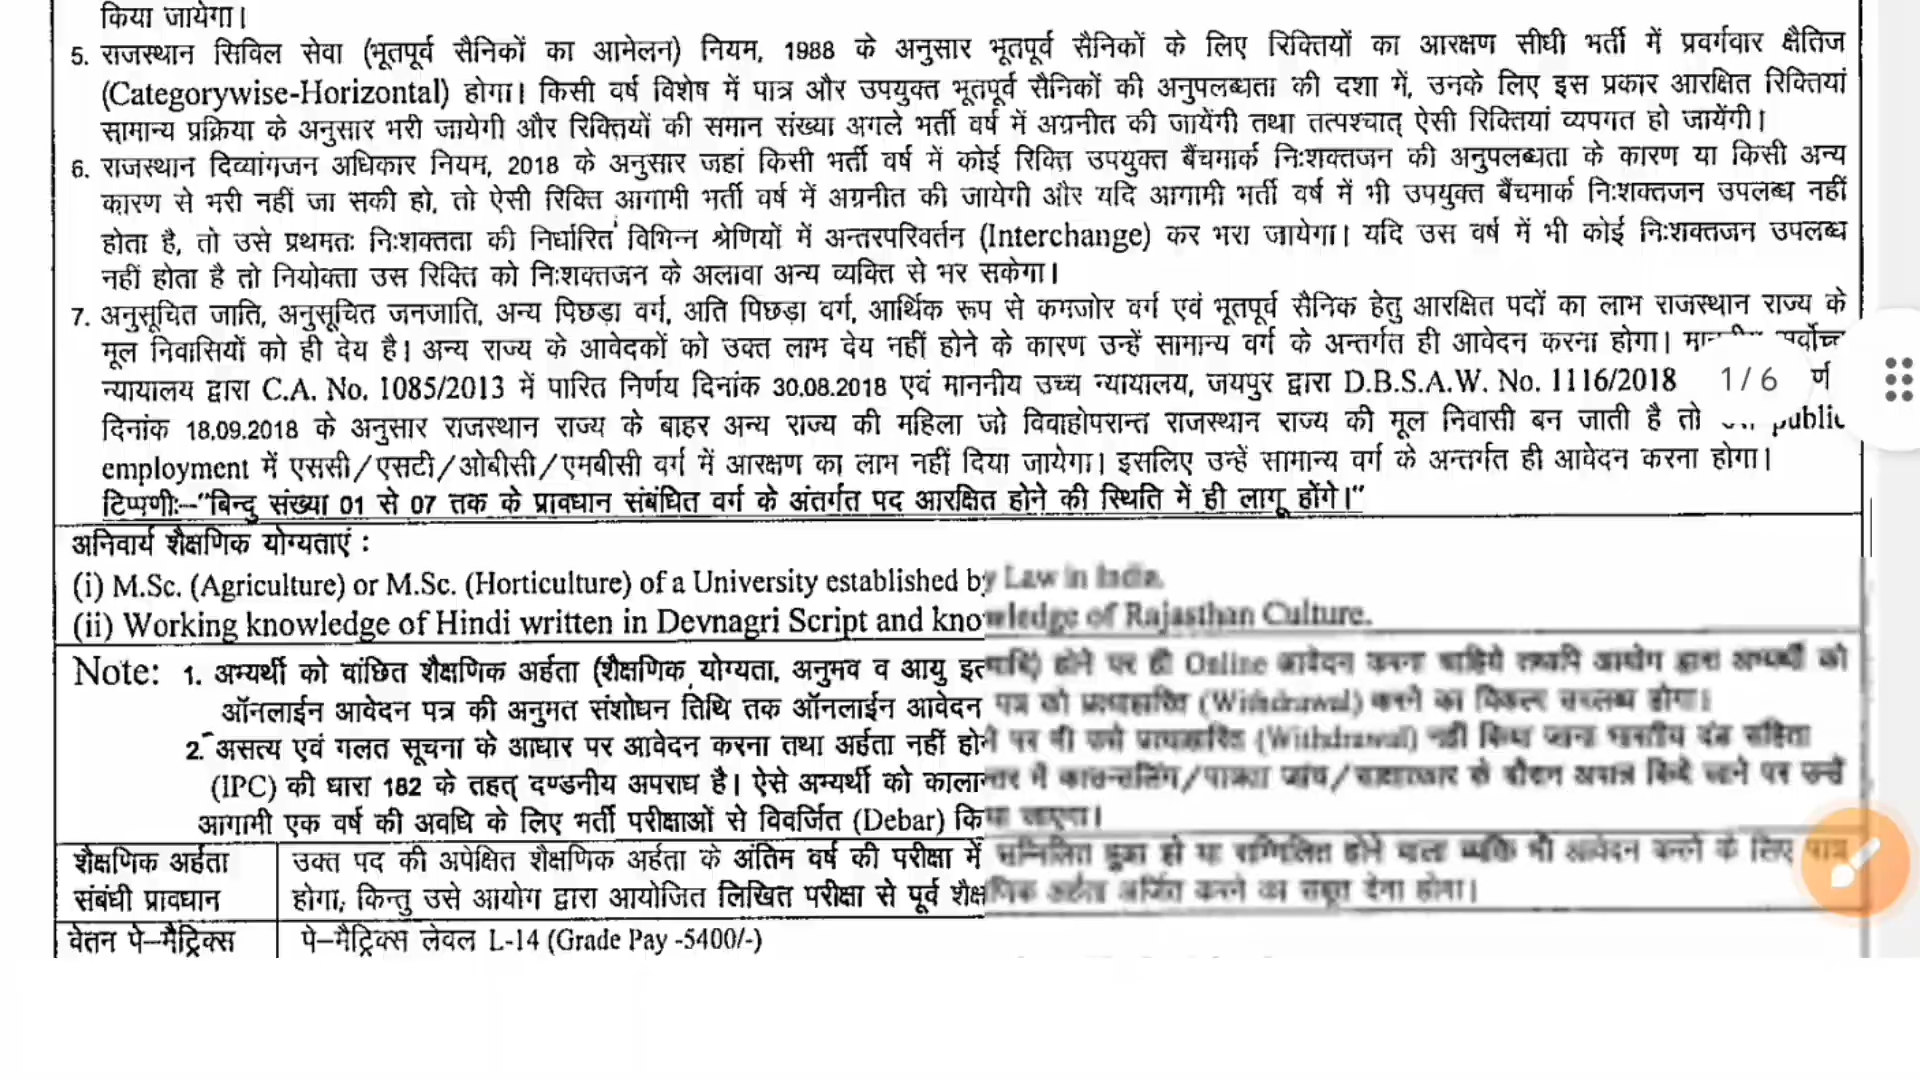 किया जायेगा।
5. राजस्थान सिविल सेवा (भूतपूर्व सैनिकों का आमेलन) नियम, 1988 के अनुसार भूतपूर्व सैनिकों के लिए रिक्तियों का आरक्षण सीधी भर्ती में प्रवर्गवार क्षैतिज
(Categorywise-Horizontal) होगा। किसी वर्ष विशेष में पात्र और उपयुक्त भूतपूर्व सैनिकों की अनुपलब्धता की दशा में, उनके लिए इस प्रकार आरक्षित रिक्तियां
सामान्य प्रक्रिया के अनुसार भरी जायेगी और रिक्तियों की समान संख्या अगले भर्ती वर्ष में अग्रनीत की जायेंगी तथा तत्पश्चात् ऐसी रिक्तियां व्यपगत हो जायेंगी।
6. राजस्थान दिव्यांगजन अधिकार नियम, 2018 के अनुसार जहां किसी भर्ती वर्ष में कोई रिक्ति उपयुक्त बैंचमार्क निःशक्तजन की अनुपलब्धता के कारण या किसी अन्य
कारण से भरी नहीं जा सकी हो, तो ऐसी रिक्ति आगामी भर्ती वर्ष में अग्रनीत की जायेगी और यदि आगामी भर्ती वर्ष में भी उपयुक्त बैंचमार्क निःशक्तजन उपलब्ध नहीं
होता है, तो उसे प्रथमतः निःशक्तता की निर्धारित विभिन्न श्रेणियों में अन्तरपरिवर्तन (Interchange) कर भरा जायेगा। यदि उस वर्ष में भी कोई निःशक्तजन उपलब्ध
नहीं होता है तो नियोक्ता उस रिक्ति को निःशक्तजन के अलावा अन्य व्यक्ति से भर सकेगा।
7. अनुसूचित जाति, अनुसूचित जनजाति, अन्य पिछड़ा वर्ग, अति पिछड़ा वर्ग, आर्थिक रूप से कमजोर वर्ग एवं भूतपूर्व सैनिक हेतु आरक्षित पदों का लाभ राजस्थान राज्य के
मूल निवासियों को ही देय है। अन्य राज्य के आवेदकों को उक्त लाभ देय नहीं होने के कारण उन्हें सामान्य वर्ग के अन्तर्गत ही आवेदन करना होगा। सर्वोच्च
न्यायालय द्वारा C.A. No. 1085/2013 में पारित निर्णय दिनांक 30.08.2018 एवं माननीय उच्च न्यायालय, जयपुर द्वारा D.B.S.A.W. No. 1116/2018 1/6
दिनांक 18.09.2018 के अनुसार राजस्थान राज्य के बाहर अन्य राज्य की महिला जो विवाहोपरान्त राजस्थान राज्य की मूल निवासी बन जाती है तो public
employment में एससी/एसटी/ओबीसी/एमबीसी वर्ग में आरक्षण का लाभ नहीं दिया जायेगा। इसलिए उन्हें सामान्य वर्ग के अन्तर्गत ही आवेदन करना होगा।
टिप्पणीः–"बिन्दु संख्या 01 से 07 तक के प्रावधान संबंधित वर्ग के अंतर्गत पद आरक्षित होने की स्थिति में ही लागू होंगे।"
अनिवार्य शैक्षणिक योग्यताएं :
(i) M.Sc. (Agriculture) or M.Sc. (Horticulture) of a University established by Law in India.
(ii) Working knowledge of Hindi written in Devnagri Script and knowledge of Rajasthan Culture.
Note: 1. अभ्यर्थी को वांछित शैक्षणिक अर्हता (शैक्षणिक योग्यता, अनुभव व आयु इत्यादि) होने पर ही Online आवेदन करना चाहिये
ऑनलाईन आवेदन पत्र की अनुमत संशोधन तिथि तक ऑनलाईन आवेदन पत्र को (Withdrawal) करने का विकल्प उपलब्ध होगा।
2. असत्य एवं गलत सूचना के आधार पर आवेदन करना तथा अर्हता नहीं होने पर भी उसे (Withdrawal) नहीं किया जाना भारतीय दंड संहिता
(IPC) की धारा 182 के तहत् दण्डनीय अपराध है। ऐसे अभ्यर्थी को
आगामी एक वर्ष की अवधि के लिए भर्ती परीक्षाओं से विवर्जित (Debar) किया जाएगा।
शैक्षणिक अर्हता संबंधी प्रावधान
उक्त पद की अपेक्षित शैक्षणिक अर्हता के अंतिम वर्ष की परीक्षा में
होगा, किन्तु उसे आयोग द्वारा आयोजित लिखित परीक्षा से पूर्व शैक्षणिक अर्हता अर्जित करने का सबूत देना होगा।
वेतन पे–मैट्रिक्स
पे–मैट्रिक्स लेवल L-14 (Grade Pay -5400/-)